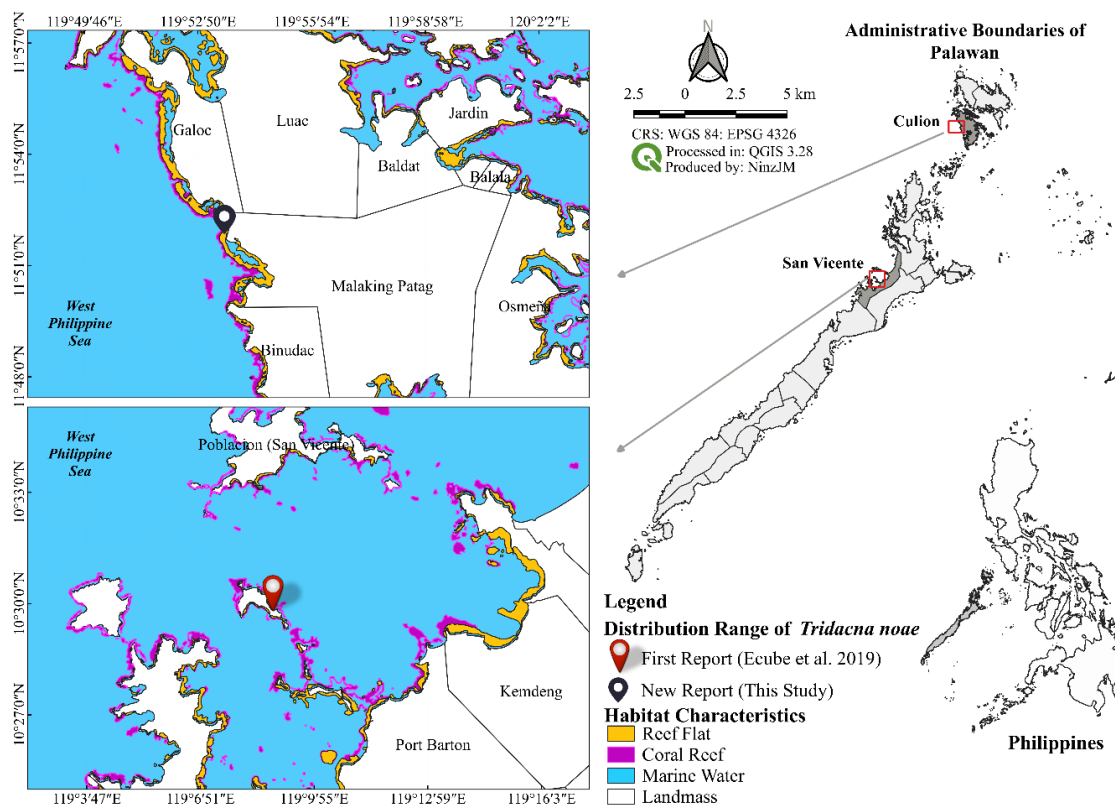 119°49'46"E 119°52'50"E 119°55'54"E 119°58'58"E 120°2'2"E
11°57'0"N
11°54'0"N
11°51'0"N
11°48'0"N
Galoc
Luac
Jardin
Baldat
Balala
Malaking Patag
Osmeña
Binudac
West
Philippine
Sea
West
Philippine
Sea
Poblacion (San Vicente)
10°33'0"N
10°30'0"N
10°27'0"N
Kemdeng
Port Barton
119°3'47"E 119°6'51"E 119°9'55"E 119°12'59"E 119°16'3"E
2.5 0 2.5 5 km
CRS: WGS 84: EPSG 4326
Processed in: QGIS 3.28
Produced by: NinzJM
Administrative Boundaries of
Palawan
Culion
San Vicente
Legend
Distribution Range of Tridacna noae
First Report (Ecube et al. 2019)
New Report (This Study)
Habitat Characteristics
Reef Flat
Coral Reef
Marine Water
Landmass
Philippines